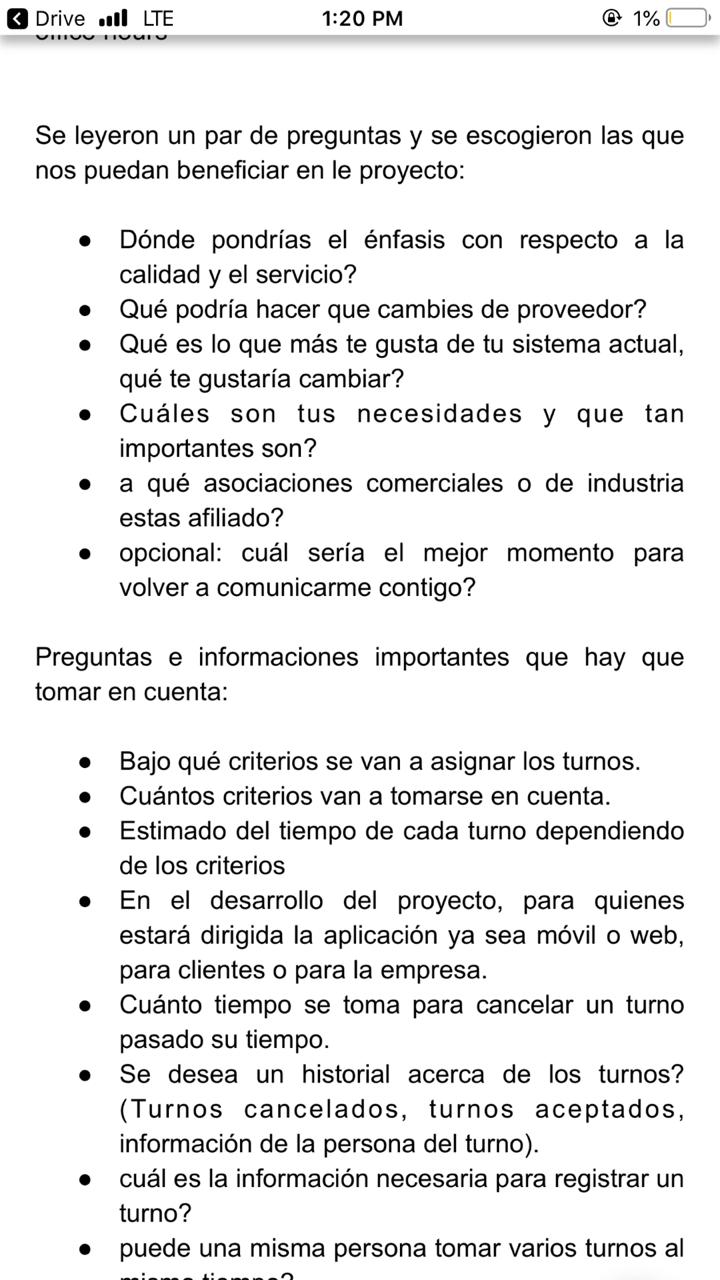 Drive LTE 1:20 PM 1%
office hours
Se leyeron un par de preguntas y se escogieron las que
nos puedan beneficiar en le proyecto:
● Dónde pondrías el énfasis con respecto a la
calidad y el servicio?
● Qué podría hacer que cambies de proveedor?
● Qué es lo que más te gusta de tu sistema actual,
qué te gustaría cambiar?
● Cuáles son tus necesidades y que tan
importantes son?
● a qué asociaciones comerciales o de industria
estas afiliado?
● opcional: cuál sería el mejor momento para
volver a comunicarme contigo?
Preguntas e informaciones importantes que hay que
tomar en cuenta:
● Bajo qué criterios se van a asignar los turnos.
● Cuántos criterios van a tomarse en cuenta.
● Estimado del tiempo de cada turno dependiendo
de los criterios
● En el desarrollo del proyecto, para quienes
estará dirigida la aplicación ya sea móvil o web,
para clientes o para la empresa.
● Cuánto tiempo se toma para cancelar un turno
pasado su tiempo.
● Se desea un historial acerca de los turnos?
(Turnos cancelados, turnos aceptados,
información de la persona del turno).
● cuál es la información necesaria para registrar un
turno?
● puede una misma persona tomar varios turnos al
mismo tiempo?